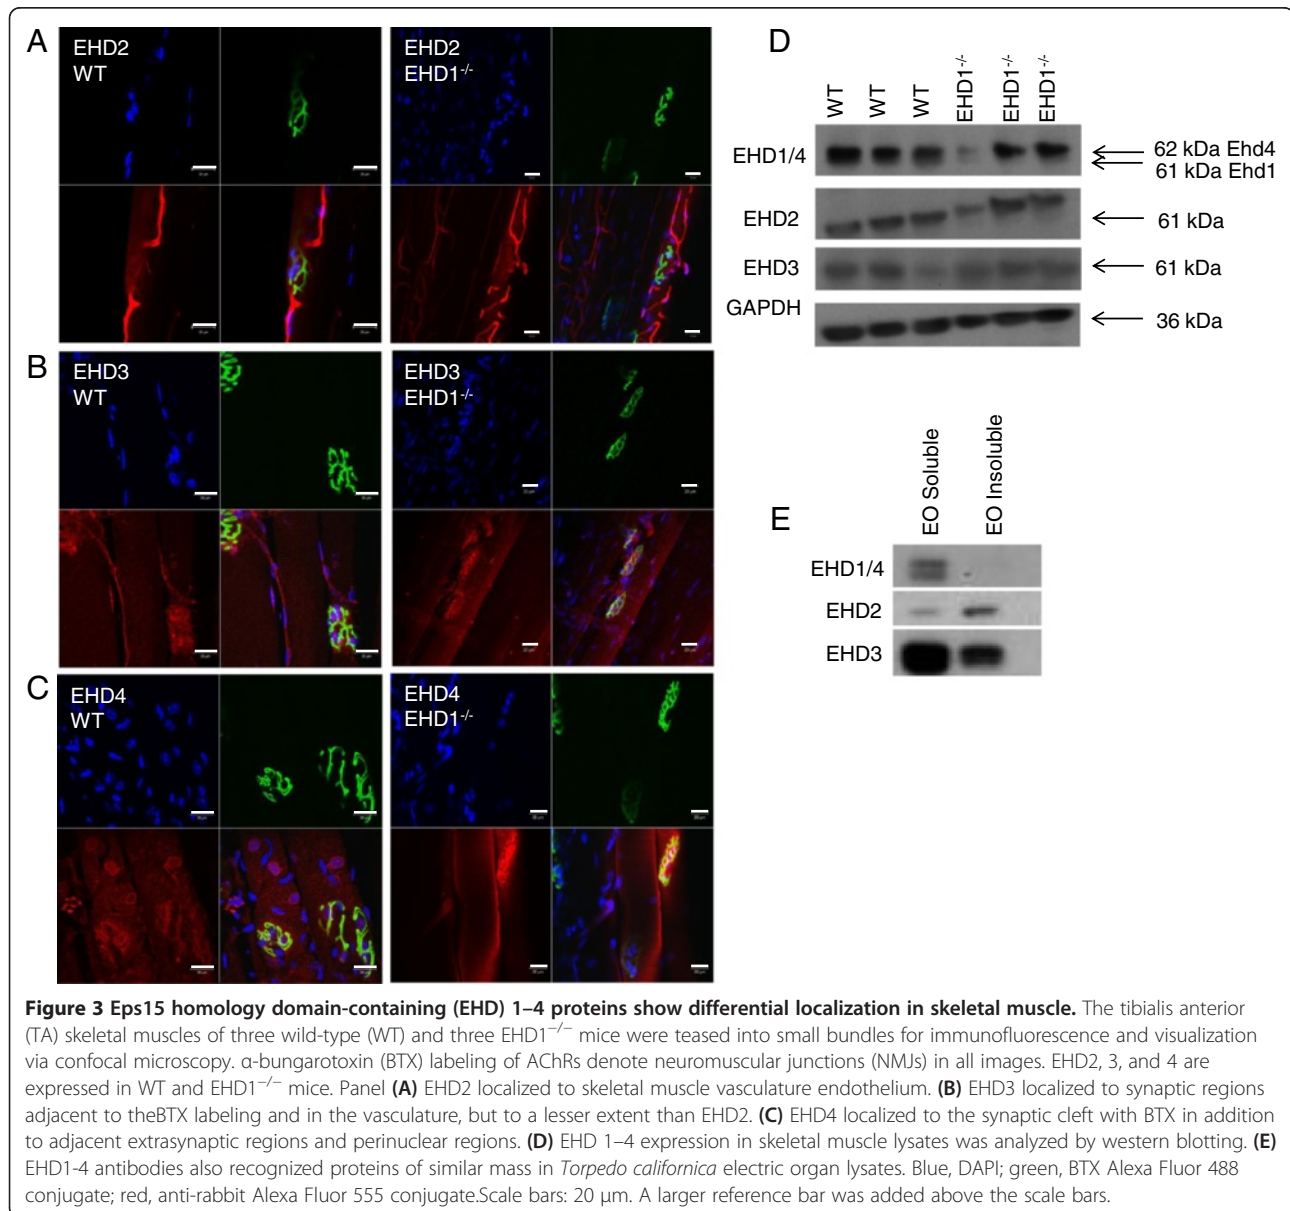 A
EHD2
WT
EHD2
EHD1-/-
B
EHD3
WT
EHD3
EHD1-/-
C
EHD4
WT
EHD4
EHD1-/-
D
WT
WT
WT
EHD1-/-
EHD1-/-
EHD1-/-
EHD1/4
62 kDa Ehd4
61 kDa Ehd1
EHD2
61 kDa
EHD3
61 kDa
GAPDH
36 kDa
E
EO Soluble
EO Insoluble
EHD1/4
EHD2
EHD3
Figure 3 Eps15 homology domain-containing (EHD) 1–4 proteins show differential localization in skeletal muscle. The tibialis anterior
(TA) skeletal muscles of three wild-type (WT) and three EHD1−/− mice were teased into small bundles for immunofluorescence and visualization
via confocal microscopy. α-bungarotoxin (BTX) labeling of AChRs denote neuromuscular junctions (NMJs) in all images. EHD2, 3, and 4 are
expressed in WT and EHD1−/− mice. Panel (A) EHD2 localized to skeletal muscle vasculature endothelium. (B) EHD3 localized to synaptic regions
adjacent to theBTX labeling and in the vasculature, but to a lesser extent than EHD2. (C) EHD4 localized to the synaptic cleft with BTX in addition
to adjacent extrasynaptic regions and perinuclear regions. (D) EHD 1–4 expression in skeletal muscle lysates was analyzed by western blotting. (E)
EHD1-4 antibodies also recognized proteins of similar mass in Torpedo californica electric organ lysates. Blue, DAPI; green, BTX Alexa Fluor 488
conjugate; red, anti-rabbit Alexa Fluor 555 conjugate.Scale bars: 20 μm. A larger reference bar was added above the scale bars.